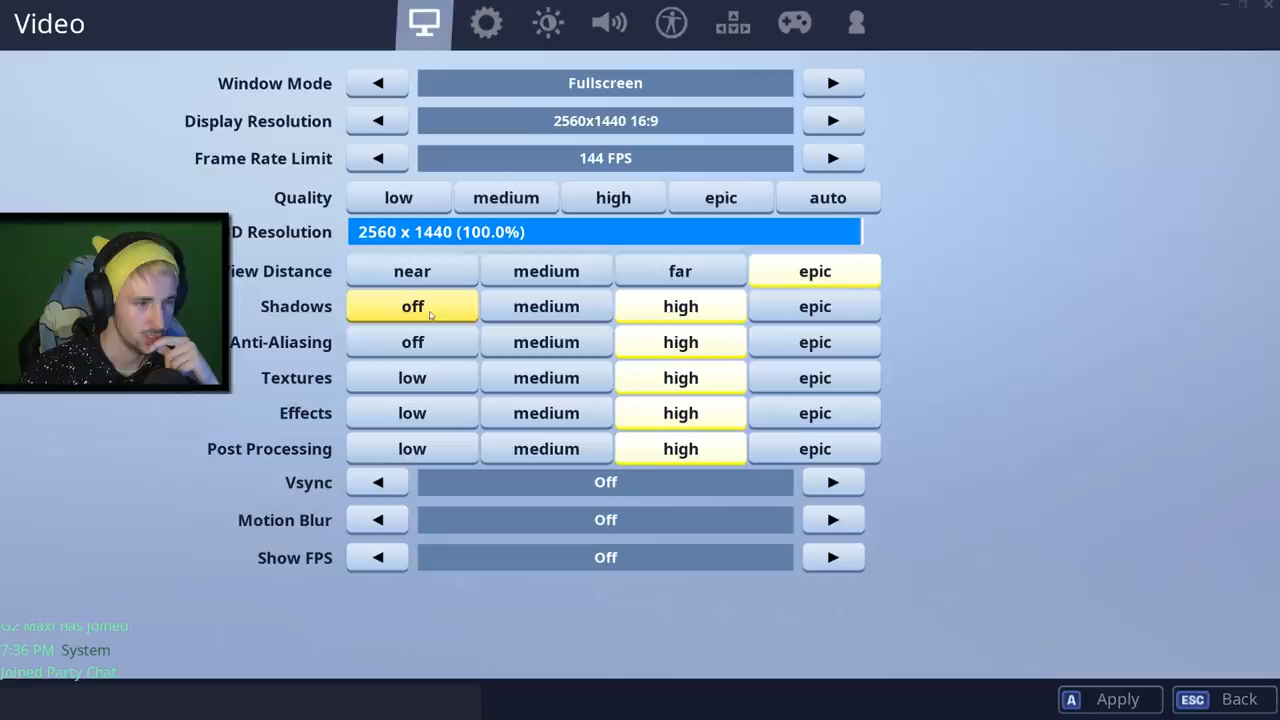 Video
Window Mode Fullscreen
Display Resolution 2560x1440 16:9
Frame Rate Limit 144 FPS
Quality low medium high epic auto
D Resolution 2560 x 1440 (100.0%)
iew Distance near medium far epic
Shadows off medium high epic
Anti-Aliasing off medium high epic
Textures low medium high epic
Effects low medium high epic
Post Processing low medium high epic
Vsync Off
Motion Blur Off
Show FPS Off
G2 Maxi has joined.
7:36 PM System
Joined Party Chat
A Apply ESC Back